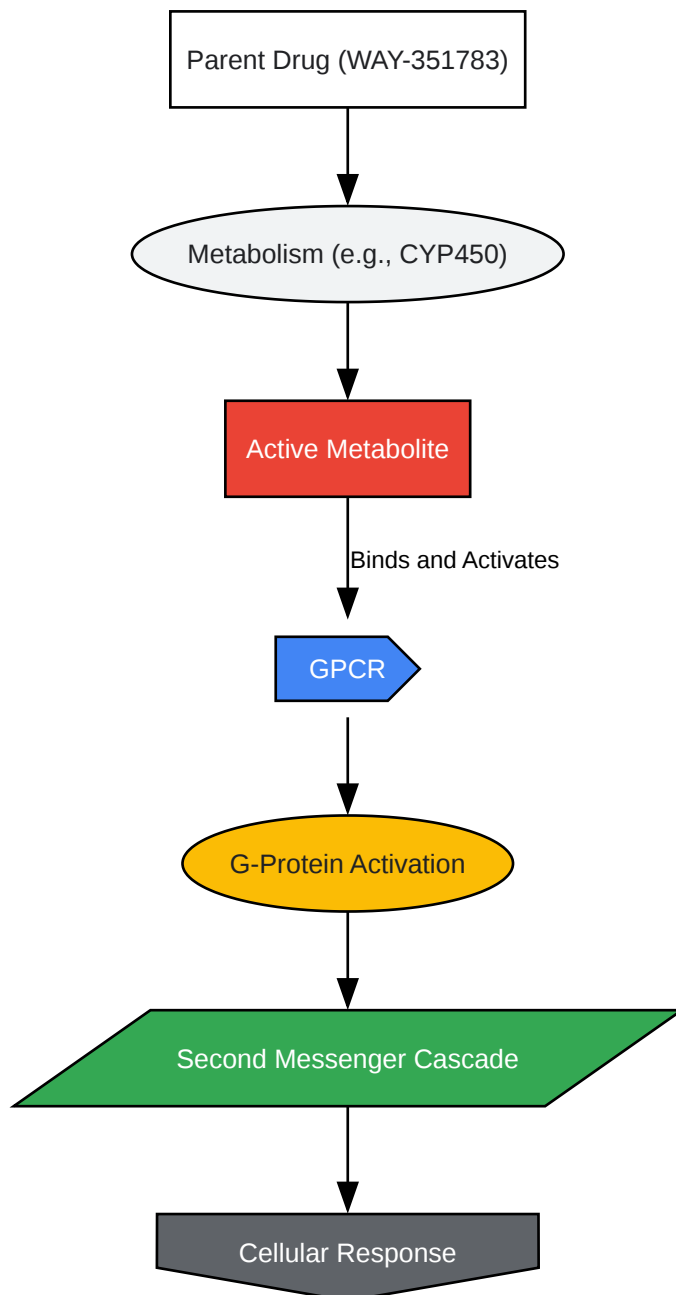 Parent Drug (WAY-351783)
Metabolism (e.g., CYP450)
Active Metabolite
Binds and Activates
GPCR
G-Protein Activation
Second Messenger Cascade
Cellular Response